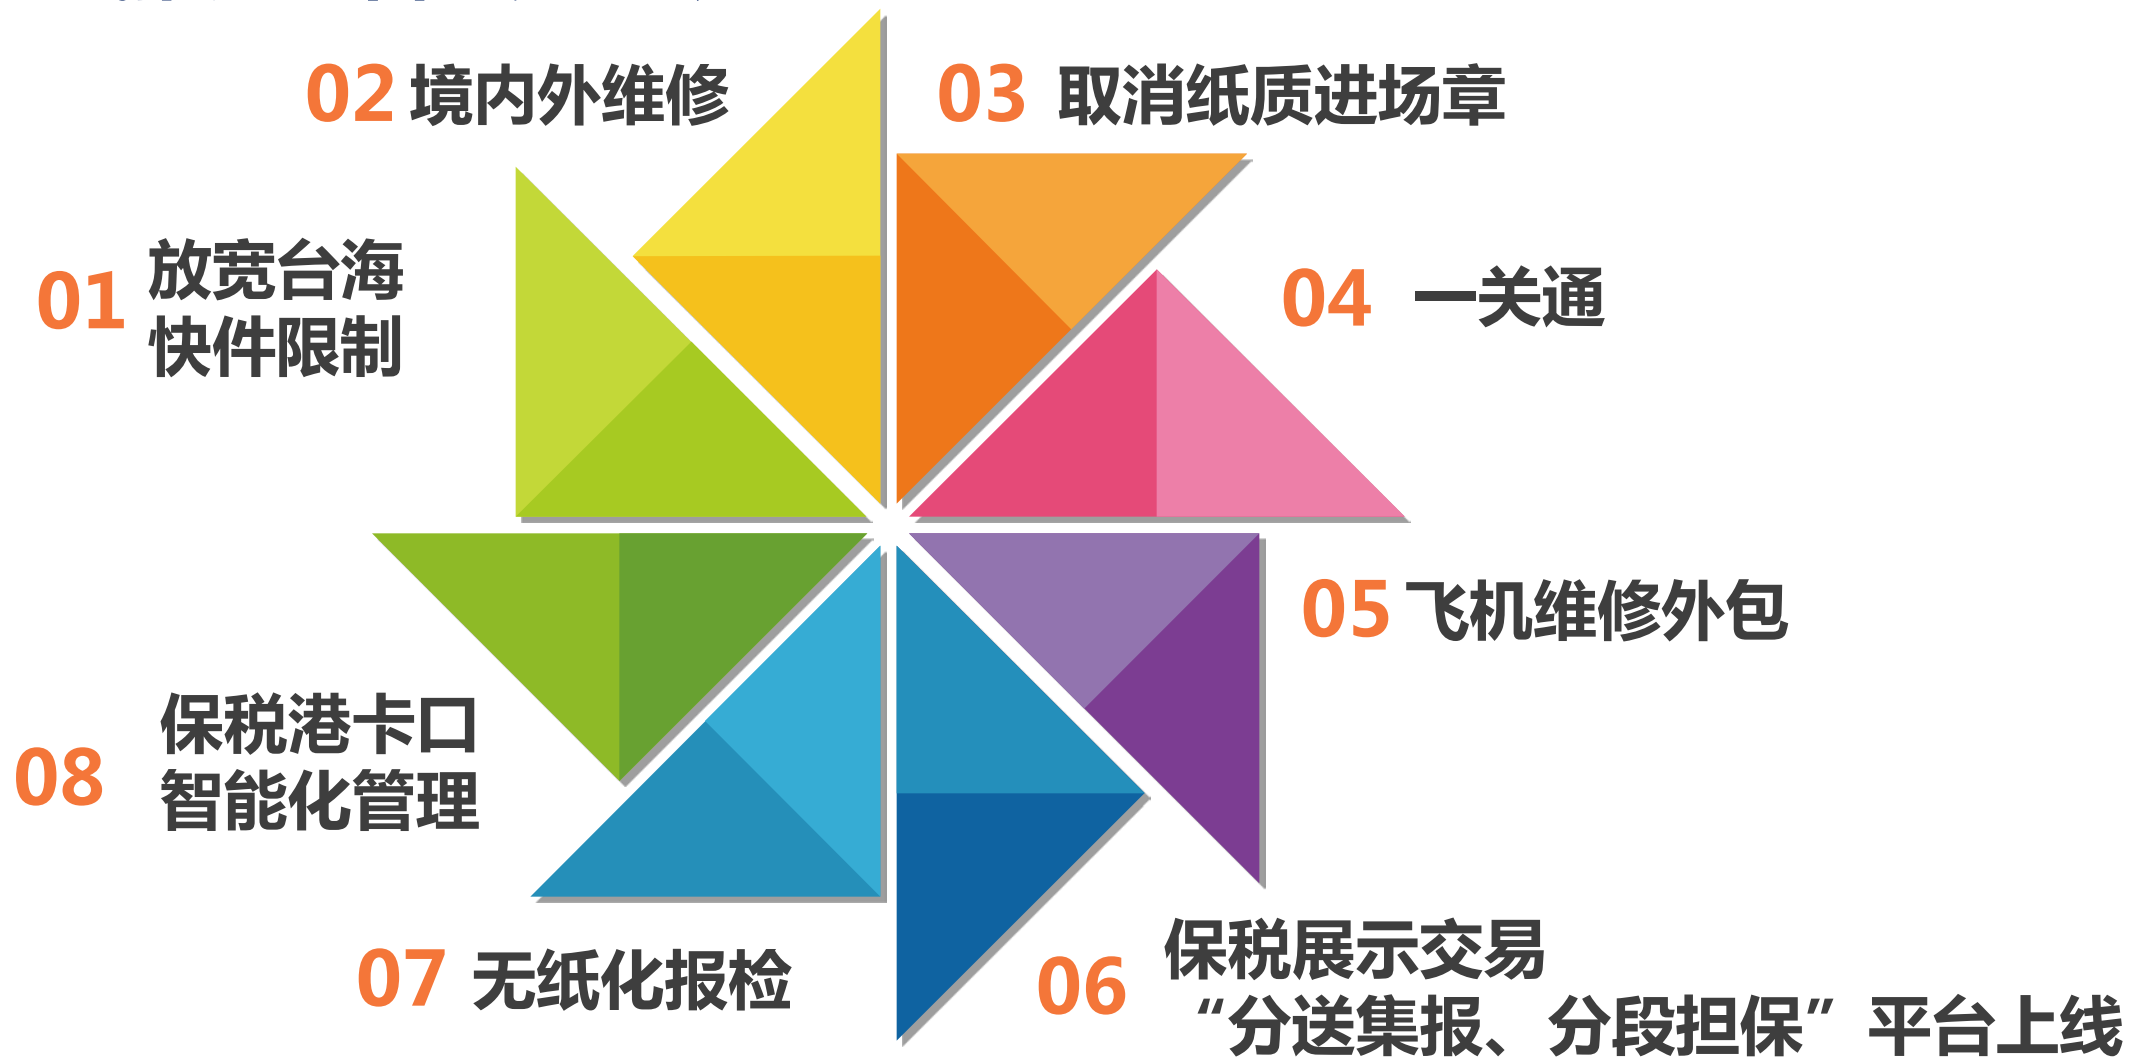 01 放宽台海
快件限制
02 境内外维修
03 取消纸质进场章
04 一关通
05 飞机维修外包
06 保税展示交易
“分送集报、分段担保”平台上线
07 无纸化报检
08 保税港卡口
智能化管理